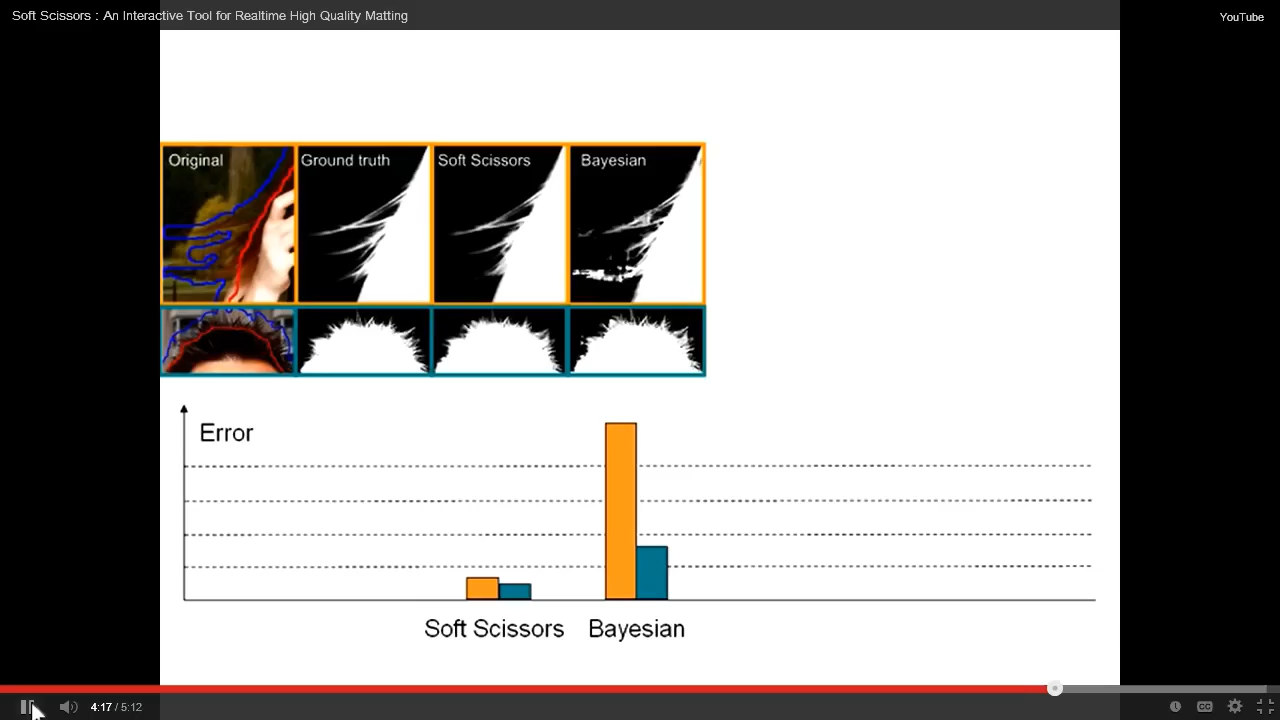 Soft Scissors : An Interactive Tool for Realtime High Quality Matting
YouTube
Original Ground truth Soft Scissors Bayesian
Error
Soft Scissors Bayesian
4:17 / 5:12
CC